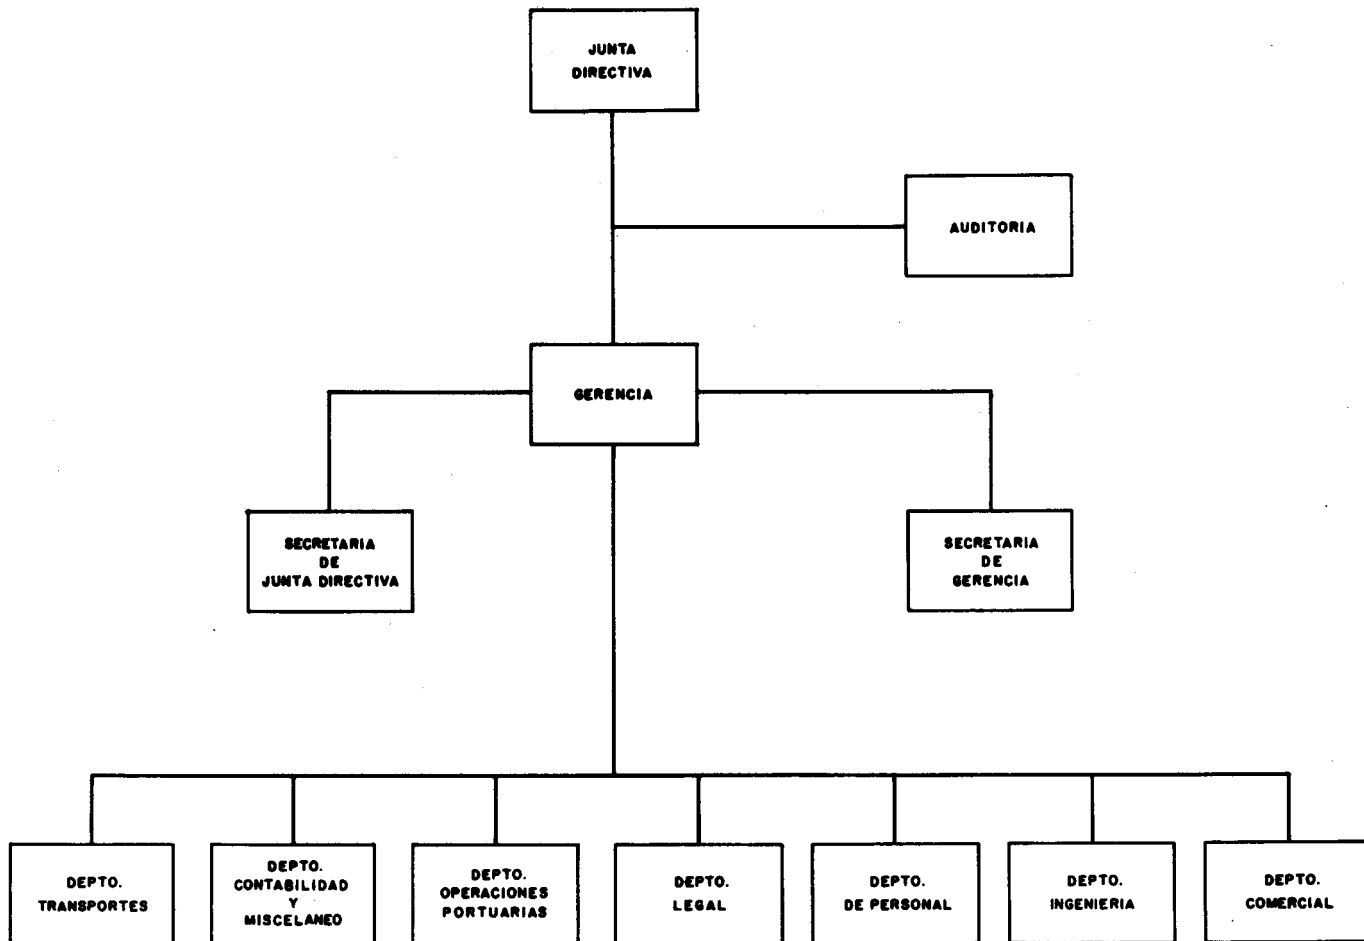 JUNTA
DIRECTIVA
AUDITORIA
GERENCIA
SECRETARIA
DE
JUNTA DIRECTIVA
SECRETARIA
DE
GERENCIA
DEPTO.
TRANSPORTES
DEPTO.
CONTABILIDAD
Y
MISCELANEO
DEPTO.
OPERACIONES
PORTUARIAS
DEPTO.
LEGAL
DEPTO.
DE PERSONAL
DEPTO.
INGENIERIA
DEPTO.
COMERCIAL